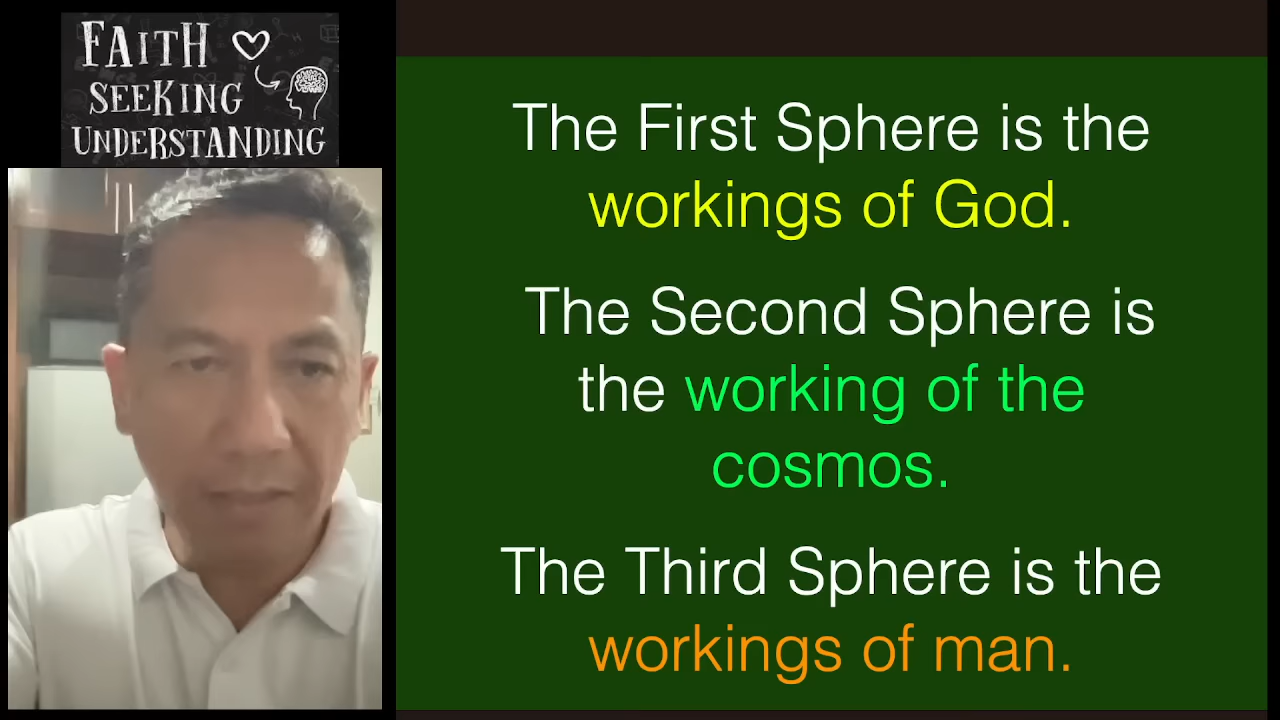 FAITH
SEEKING
UNDERSTANDING
The First Sphere is the
workings of God.
The Second Sphere is
the working of the
cosmos.
The Third Sphere is the
workings of man.